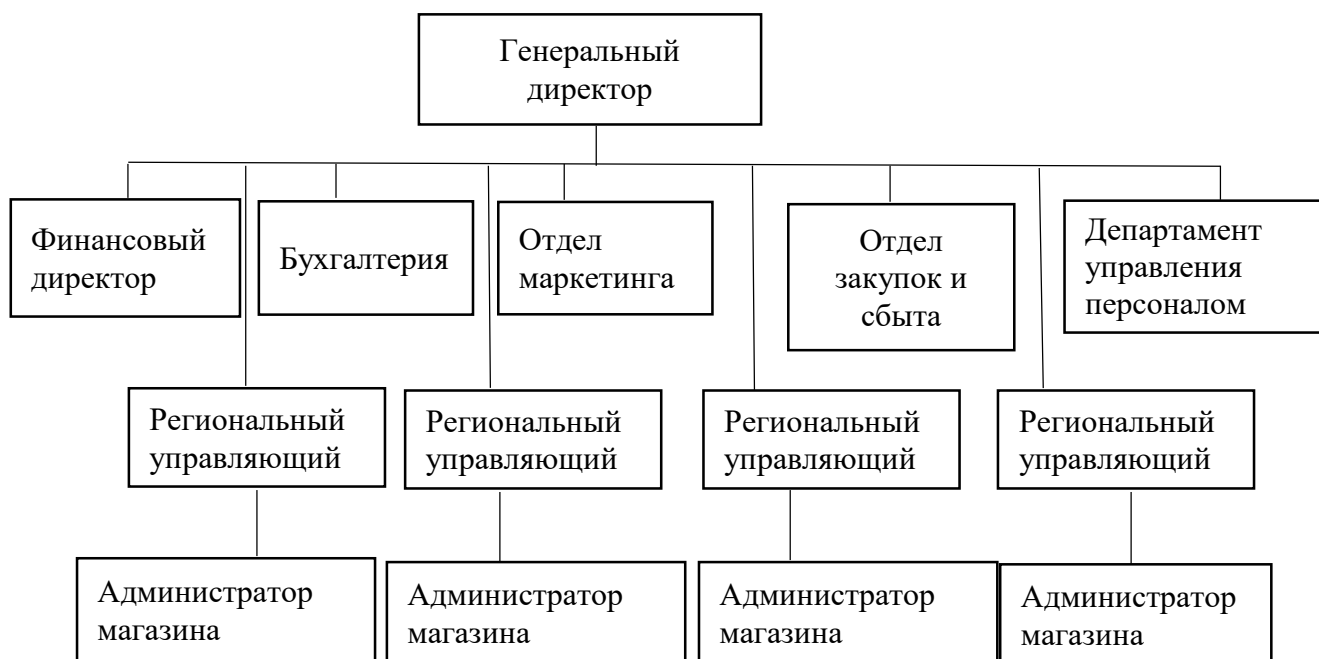 Генеральный
директор
Финансовый
директор
Бухгалтерия
Отдел
маркетинга
Отдел
закупок и
сбыта
Департамент
управления
персоналом
Региональный
управляющий
Региональный
управляющий
Региональный
управляющий
Региональный
управляющий
Администратор
магазина
Администратор
магазина
Администратор
магазина
Администратор
магазина